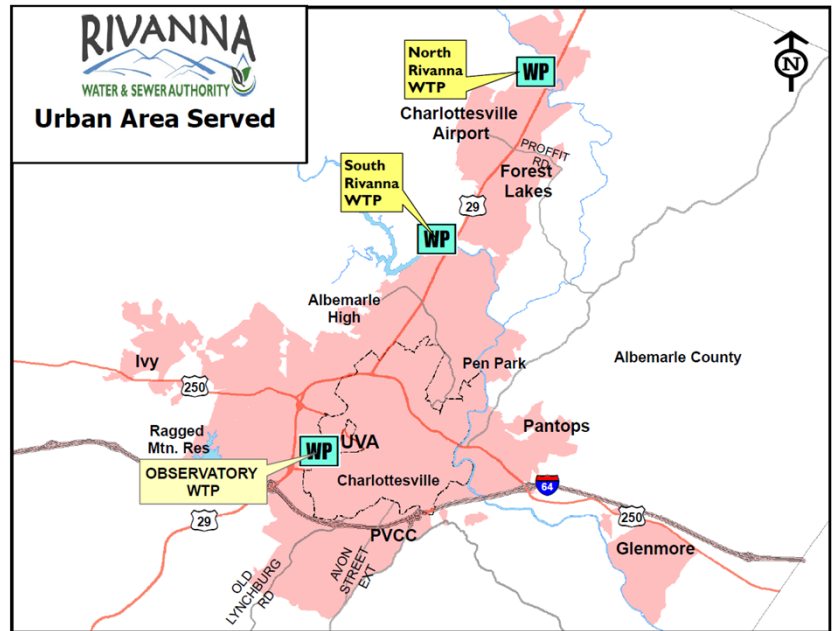 RIVANNA
WATER & SEWER AUTHORITY
Urban Area Served
North
Rivanna
WTP
WP
N
Charlottesville
Airport
PROFFIT
RD
Forest
Lakes
South
Rivanna
WTP
29
WP
Albemarle
High
Pen Park
Albemarle County
Ivy
250
Ragged
Mtn. Res
Pantops
WP
UVA
OBSERVATORY
WTP
Charlottesville
64
29
250
PVCC
Glenmore
OLD
LYNCHBURG
RD
AVON
STREET
EXT